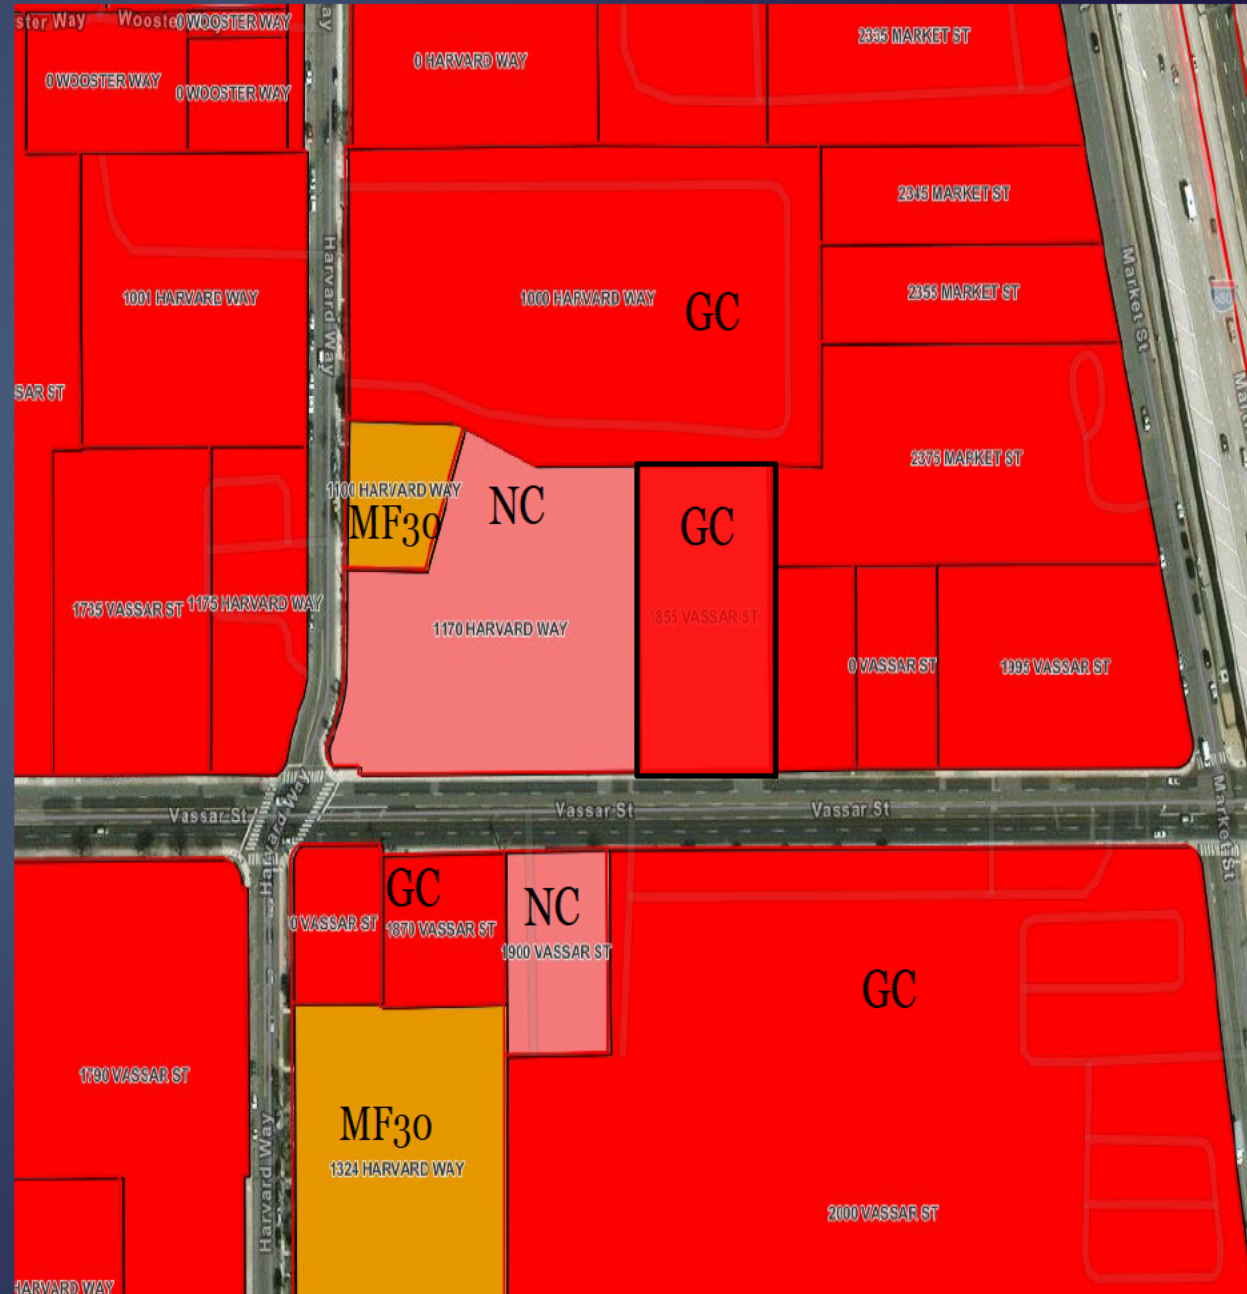 ster Way
Wooste
0 WOOSTER WAY
ay
0 WOOSTER WAY
0 WOOSTER WAY
0 HARVARD WAY
2335 MARKET ST
2345 MARKET ST
Harvard Way
Market St
1001 HARVARD WAY
1000 HARVARD WAY
GC
2355 MARKET ST
880
SAR ST
2375 MARKET ST
1100 HARVARD WAY
MF30
NC
GC
1735 VASSAR ST
1175 HARVARD WAY
1170 HARVARD WAY
1855 VASSAR ST
0 VASSAR ST
1995 VASSAR ST
Vassar St
Harvard Way
Vassar St
Vassar St
Market St
0 VASSAR ST
GC
1870 VASSAR ST
NC
1900 VASSAR ST
GC
1790 VASSAR ST
MF30
1324 HARVARD WAY
Harvard Way
2000 VASSAR ST
HARVARD WAY